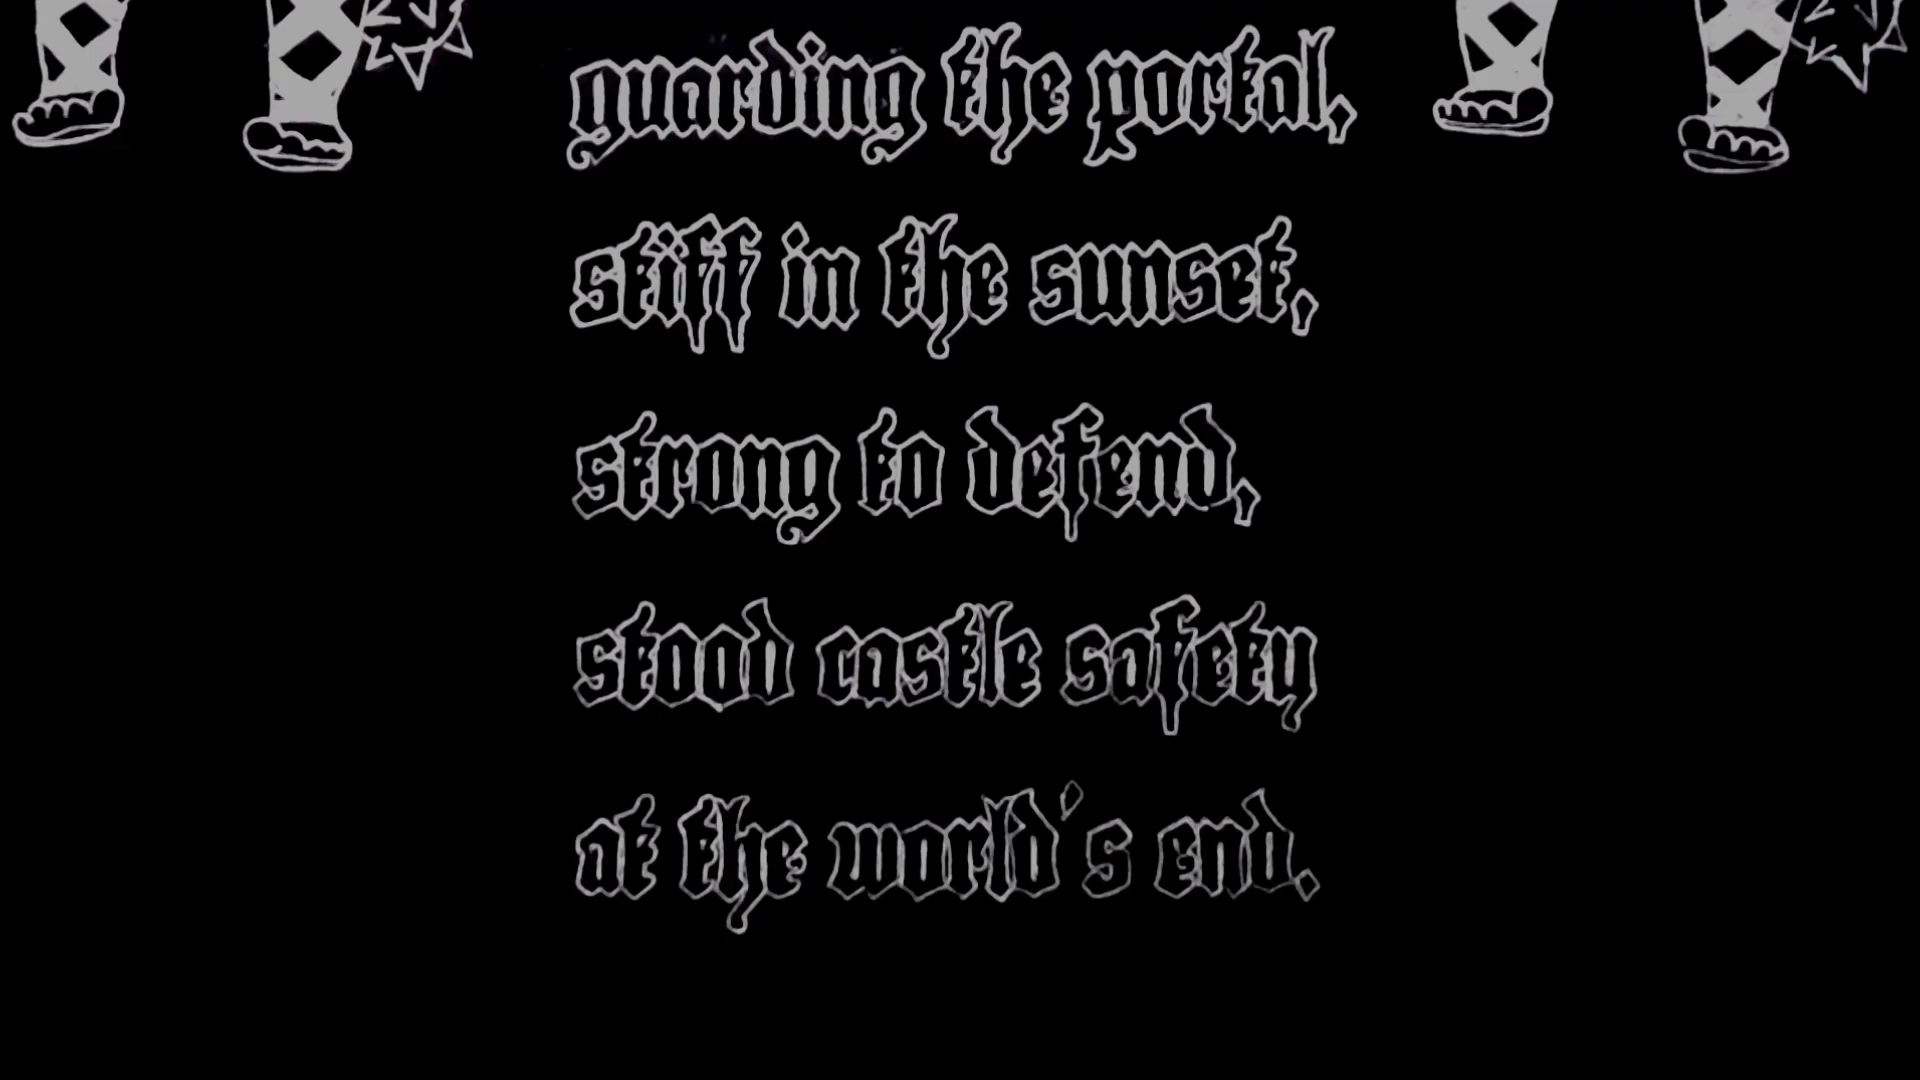 guarding the portal,
stiff in the sunset,
strong to defend,
stood castle safety
at the world's end.